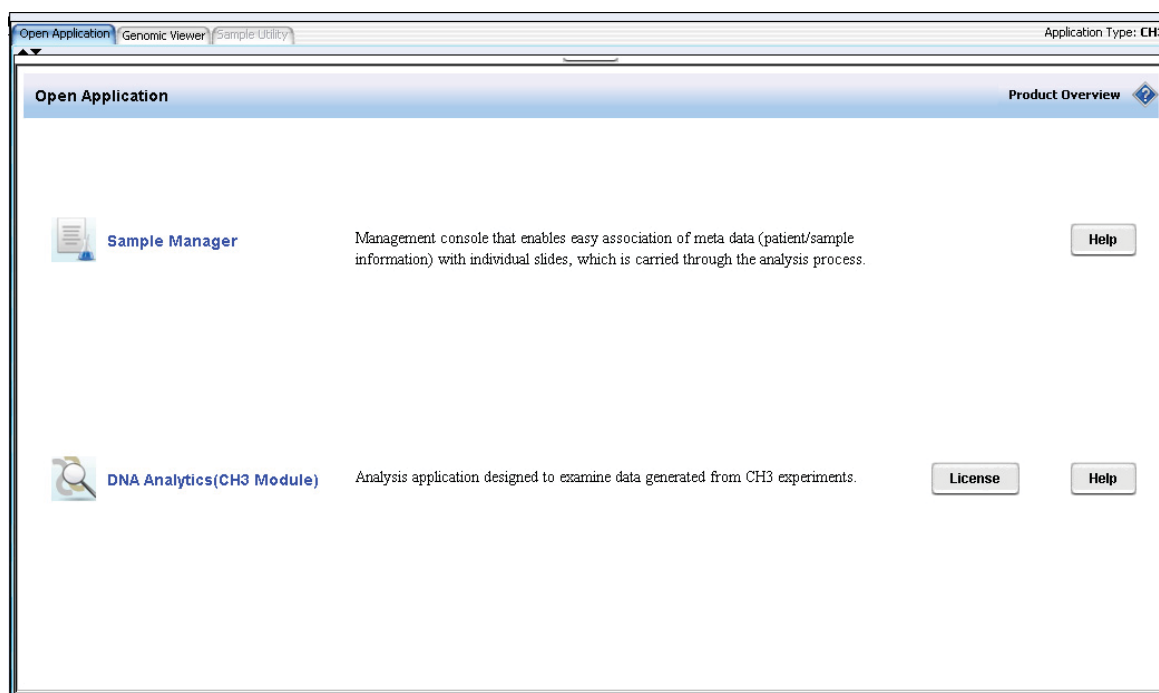 Open Application Genomic Viewer Sample Utility Application Type: CH3
Open Application Product Overview
Sample Manager Management console that enables easy association of meta data (patient/sample Help
information) with individual slides, which is carried through the analysis process.
DNA Analytics(CH3 Module) Analysis application designed to examine data generated from CH3 experiments. License Help